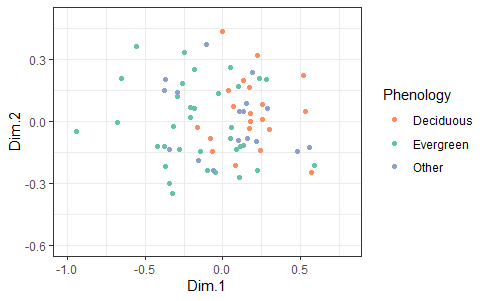 0.3
0.0
-0.3
-0.6
Dim.2
-1.0 -0.5 0.0 0.5
Dim.1
Phenology
Deciduous
Evergreen
Other